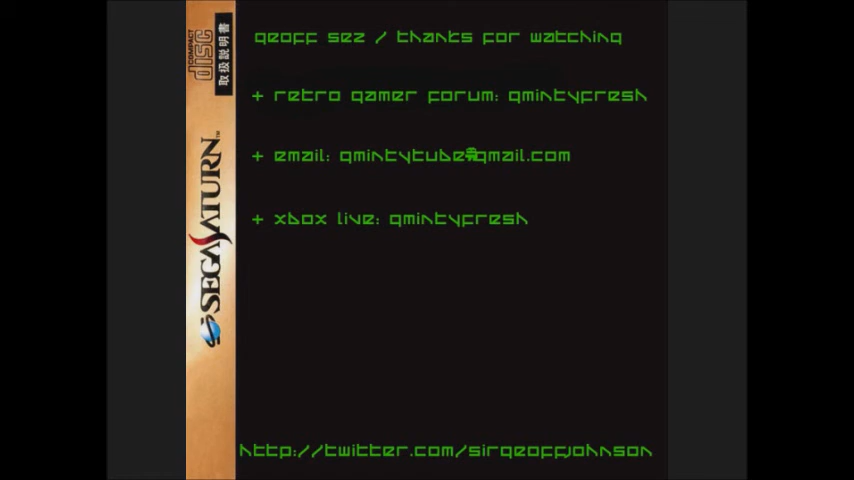 COMPACT disc
取扱説明書
SEGA SATURN™
geoff sez / thanks for watching
+ retro gamer forum: gmintyfresh
+ email: gmintytube@gmail.com
+ xbox live: gmintyfresh
http://twitter.com/sirgeoffjohnson